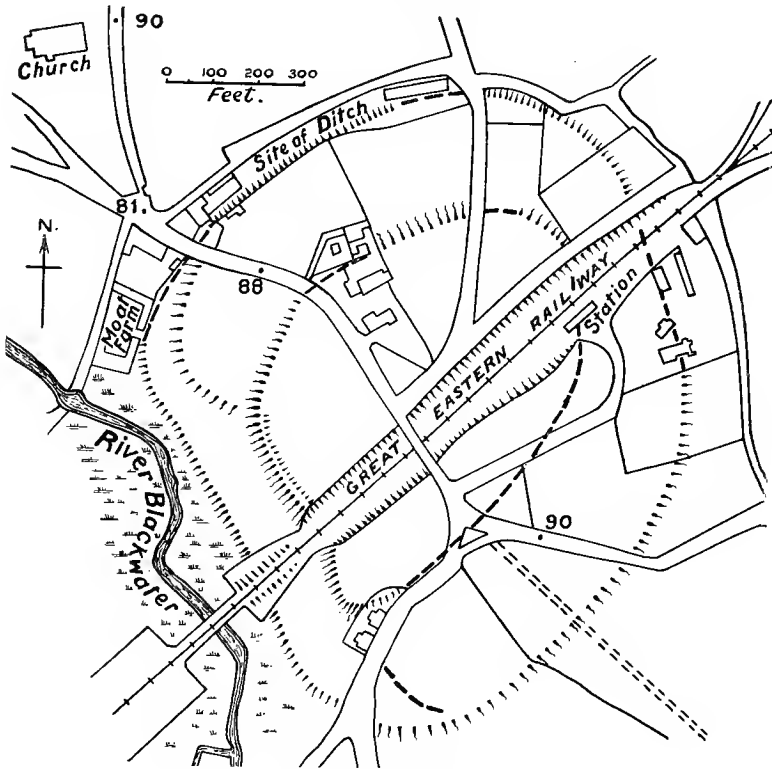 90
Church
0 100 200 300
Feet.
Site of Ditch
81.
N.
88
Moat
Farm
GREAT EASTERN RAILWAY
Station
River Blackwater
90